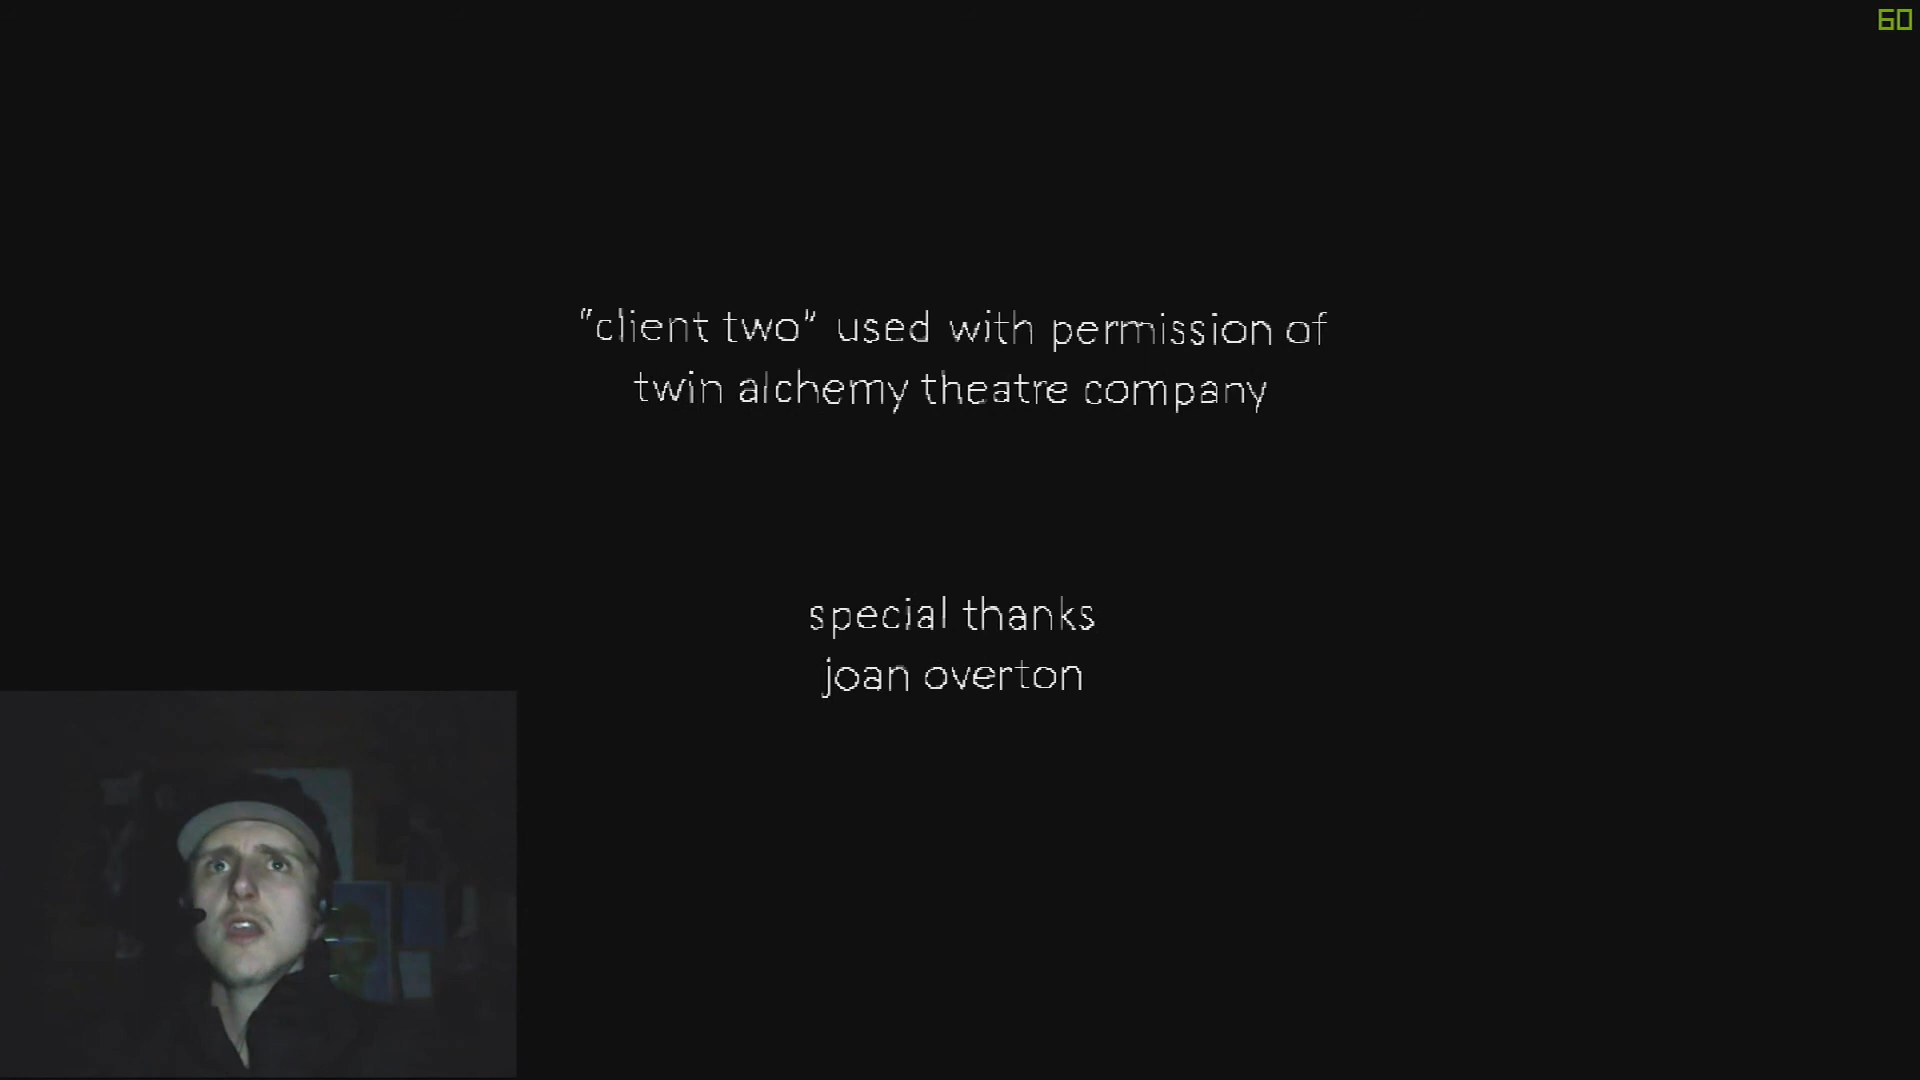 60
"client two" used with permission of
twin alchemy theatre company
special thanks
joan overton